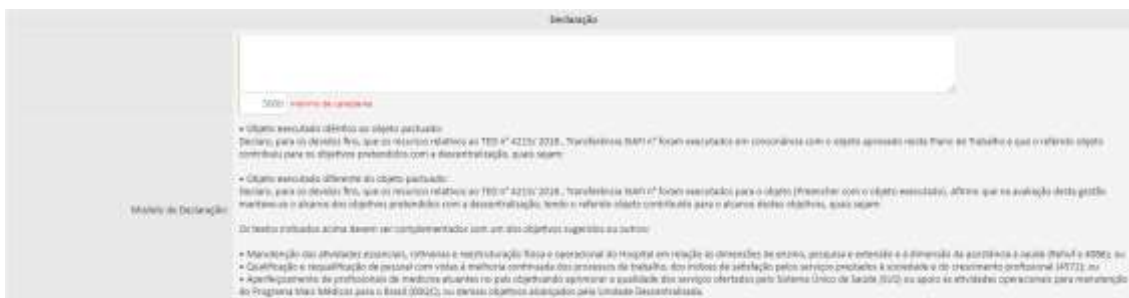 Declaração
5000 máximo de caracteres
Modelo de Declaração:
• Objeto executado idêntico ao objeto pactuado:
Declaro, para os devidos fins, que os recursos relativos ao TED nº 4215/ 2018 , Transferência SIAFI nº foram executados em consonância com o objeto aprovado neste Plano de Trabalho e que o referido objeto
contribuiu para os objetivos pretendidos com a descentralização, quais sejam:
• Objeto executado diferente do objeto pactuado:
Declaro, para os devidos fins, que os recursos relativos ao TED nº 4215/ 2018 , Transferência SIAFI nº foram executados para o objeto (Preencher com o objeto executado). Afirmo que na avaliação desta gestão
manteve-se o alcance dos objetivos pretendidos com a descentralização, tendo o referido objeto contribuído para o alcance destes objetivos, quais sejam:
Os textos indicados acima devem ser complementados com um dos objetivos sugeridos ou outros:
• Manutenção das atividades essenciais, rotineiras e reestruturação física e operacional do Hospital em relação às dimensões de ensino, pesquisa e extensão e à dimensão da assistência à saúde (Rehuf e 4086); ou
• Qualificação e requalificação de pessoal com vistas à melhoria continuada dos processos de trabalho, dos índices de satisfação pelos serviços prestados à sociedade e do crescimento profissional (4572); ou
• Aperfeiçoamento de profissionais de medicina atuantes no país objetivando aprimorar a qualidade dos serviços ofertados pelo Sistema Único de Saúde (SUS) ou apoio às atividades operacionais para manutenção
do Programa Mais Médicos para o Brasil (00QC); ou demais objetivos alcançados pela Unidade Descentralizada.